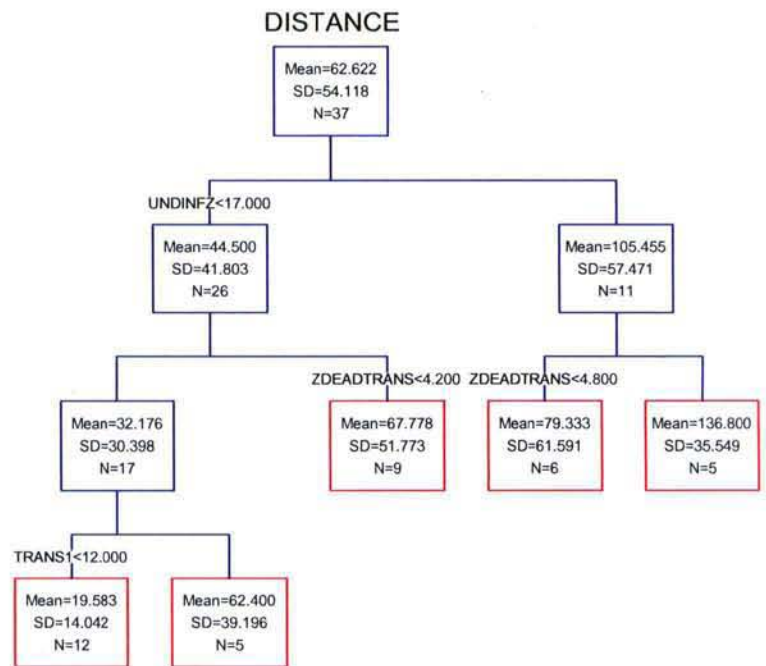 DISTANCE
Mean=62.622
SD=54.118
N=37
UNDINFZ<17.000
Mean=44.500
SD=41.803
N=26
Mean=105.455
SD=57.471
N=11
ZDEADTRANS<4.200
ZDEADTRANS<4.800
Mean=32.176
SD=30.398
N=17
Mean=67.778
SD=51.773
N=9
Mean=79.333
SD=61.591
N=6
Mean=136.800
SD=35.549
N=5
TRANS1<12.000
Mean=19.583
SD=14.042
N=12
Mean=62.400
SD=39.196
N=5